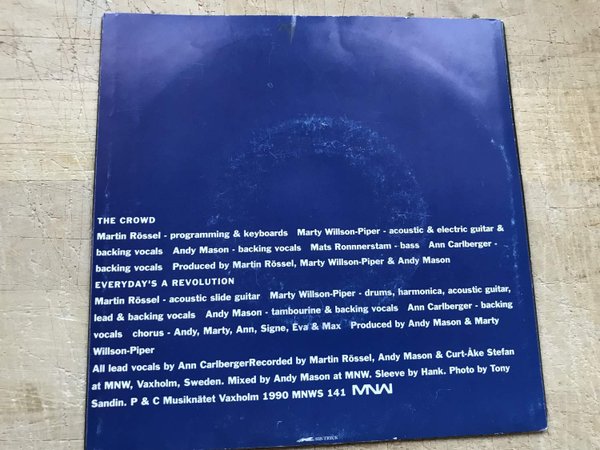 THE CROWD
Martin Rössel - programming & keyboards Marty Willson-Piper - acoustic & electric guitar &
backing vocals Andy Mason - backing vocals Mats Ronnnerstam - bass Ann Carlberger -
backing vocals Produced by Martin Rössel, Marty Willson-Piper & Andy Mason
EVERYDAY'S A REVOLUTION
Martin Rössel - acoustic slide guitar Marty Willson-Piper - drums, harmonica, acoustic guitar,
lead & backing vocals Andy Mason - tambourine & backing vocals Ann Carlberger - backing
vocals chorus - Andy, Marty, Ann, Signe, Eva & Max Produced by Andy Mason & Marty
Willson-Piper
All lead vocals by Ann CarlbergerRecorded by Martin Rössel, Andy Mason & Curt-Åke Stefan
at MNW, Vaxholm, Sweden. Mixed by Andy Mason at MNW. Sleeve by Hank. Photo by Tony
Sandin. P & C Musiknätet Vaxholm 1990 MNWS 141 MNW